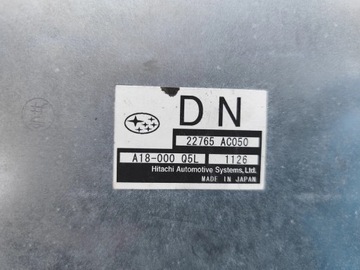 DN
22765 AC050
A18-000 Q5L 1126
Hitachi Automotive Systems, Ltd.
MADE IN JAPAN